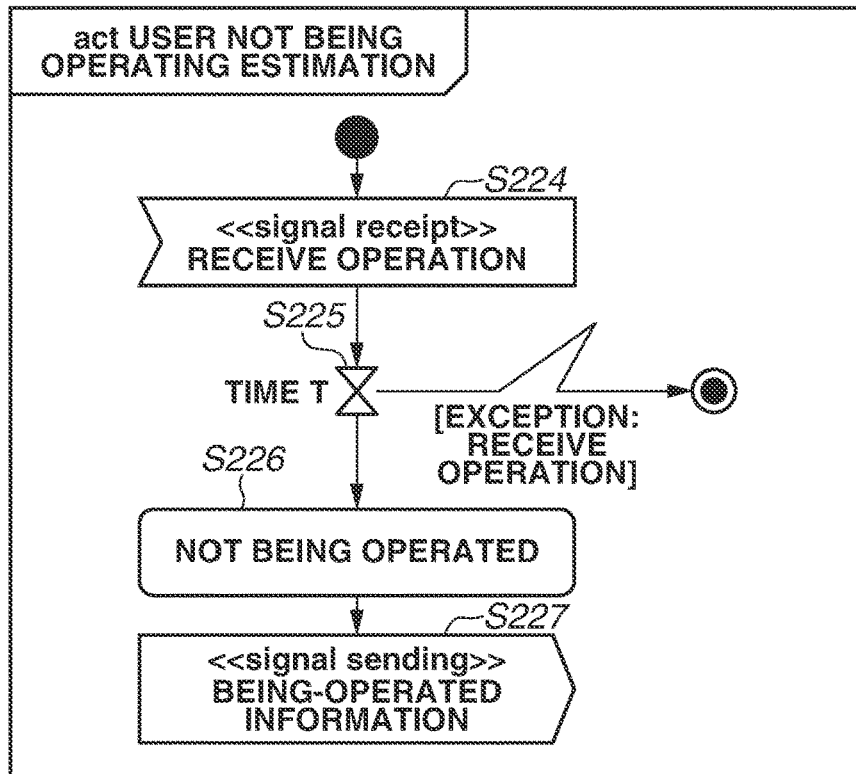 act USER NOT BEING
OPERATING ESTIMATION
S224
<<signal receipt>>
RECEIVE OPERATION
S225
TIME T
[EXCEPTION:
RECEIVE
OPERATION]
S226
NOT BEING OPERATED
S227
<<signal sending>>
BEING-OPERATED
INFORMATION